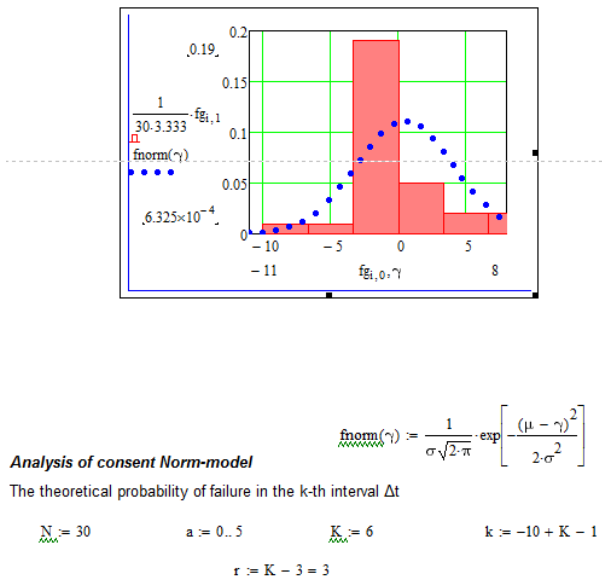 0.2
0.19
0.15
1
30·3.333 ·fg i,1
0.1
fnorm(γ)
0.05
6.325×10^-4
0
−10 −5 0 5
−11 fg i,0 ,γ 8
fnorm(γ) := 1/(σ√(2·π)) ·exp[−(μ − γ)^2/(2·σ^2)]
Analysis of consent Norm-model
The theoretical probability of failure in the k-th interval Δt
N := 30 a := 0.. 5 K := 6 k := −10 + K − 1
r := K − 3 = 3